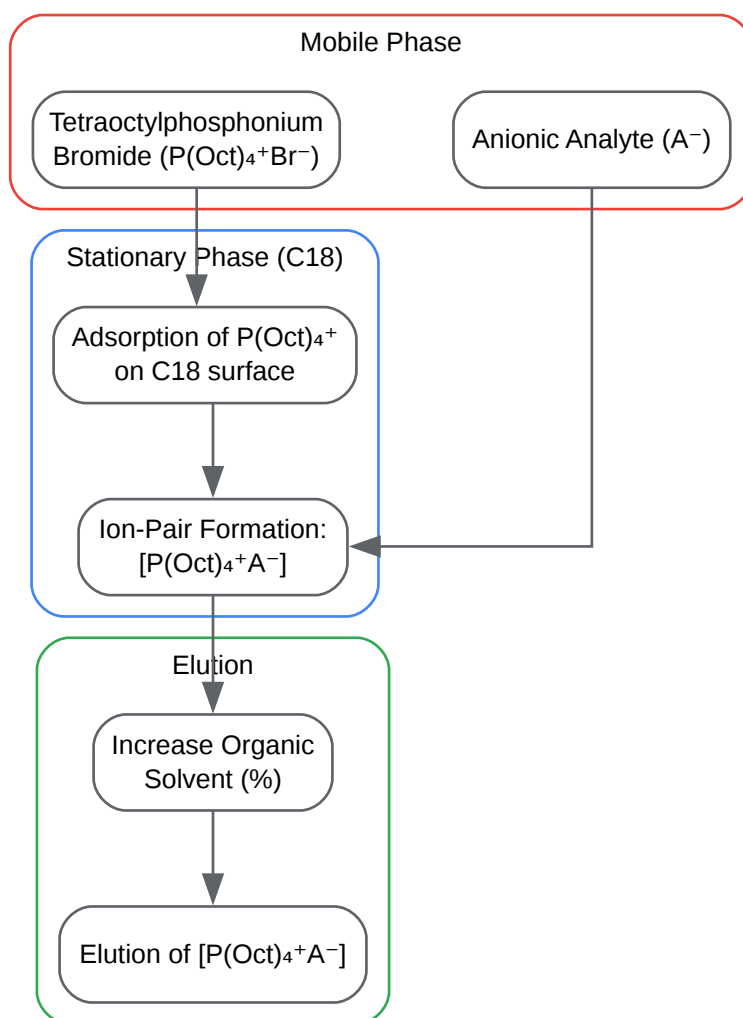 Mobile Phase
Tetraoctylphosphonium
Bromide (P(Oct)₄⁺Br⁻)
Anionic Analyte (A⁻)
Stationary Phase (C18)
Adsorption of P(Oct)₄⁺
on C18 surface
Ion-Pair Formation:
[P(Oct)₄⁺A⁻]
Elution
Increase Organic
Solvent (%)
Elution of [P(Oct)₄⁺A⁻]